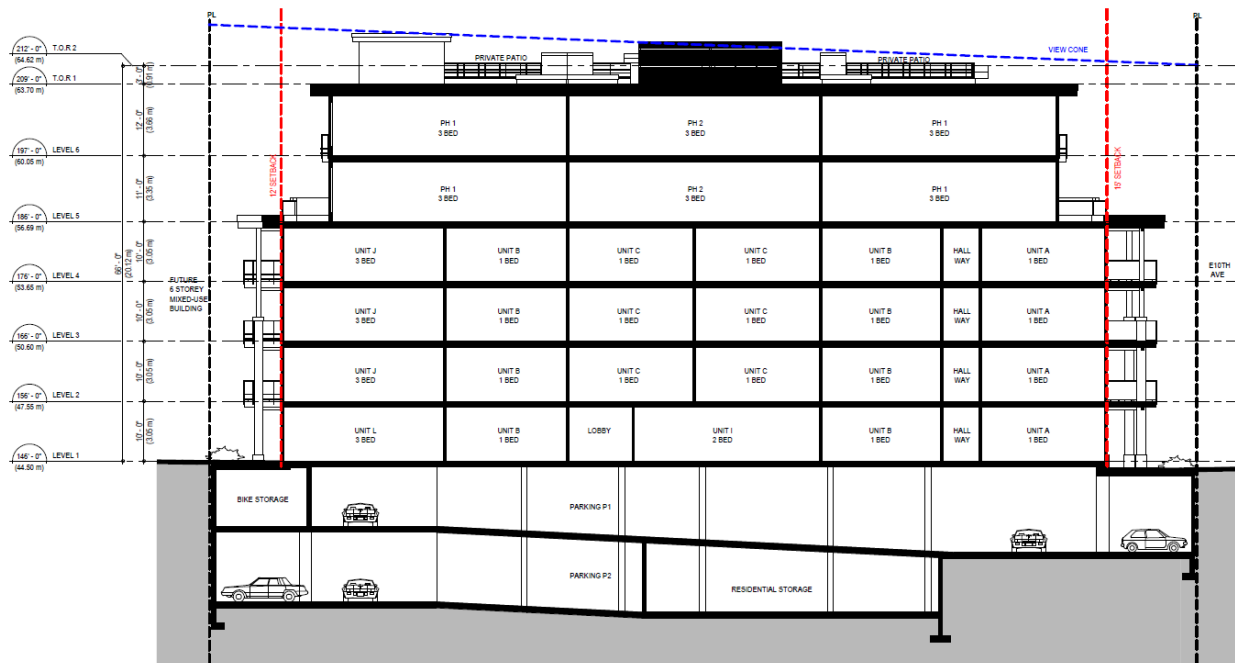 PL
PL
212' - 0"
T.O.R 2
(64.62 m)
VIEW CONE
PRIVATE PATIO
PRIVATE PATIO
3' - 0"
(0.91 m)
209' - 0"
T.O.R 1
(63.70 m)
12' - 0"
(3.66 m)
PH 1
3 BED
PH 2
3 BED
PH 1
3 BED
197' - 0"
LEVEL 6
(60.05 m)
11' - 0"
(3.35 m)
12' SETBACK
15' SETBACK
PH 1
3 BED
PH 2
3 BED
PH 1
3 BED
186' - 0"
LEVEL 5
(56.69 m)
66' - 0"
(20.12 m)
10' - 0"
(3.05 m)
UNIT J
3 BED
UNIT B
1 BED
UNIT C
1 BED
UNIT C
1 BED
UNIT B
1 BED
HALL
WAY
UNIT A
1 BED
176' - 0"
LEVEL 4
(53.65 m)
FUTURE
6 STOREY
MIXED-USE
BUILDING
E10TH
AVE
10' - 0"
(3.05 m)
UNIT J
3 BED
UNIT B
1 BED
UNIT C
1 BED
UNIT C
1 BED
UNIT B
1 BED
HALL
WAY
UNIT A
1 BED
166' - 0"
LEVEL 3
(50.60 m)
10' - 0"
(3.05 m)
UNIT J
3 BED
UNIT B
1 BED
UNIT C
1 BED
UNIT C
1 BED
UNIT B
1 BED
HALL
WAY
UNIT A
1 BED
156' - 0"
LEVEL 2
(47.55 m)
10' - 0"
(3.05 m)
UNIT L
3 BED
UNIT B
1 BED
LOBBY
UNIT I
2 BED
UNIT B
1 BED
HALL
WAY
UNIT A
1 BED
146' - 0"
LEVEL 1
(44.50 m)
BIKE STORAGE
PARKING P1
PARKING P2
RESIDENTIAL STORAGE